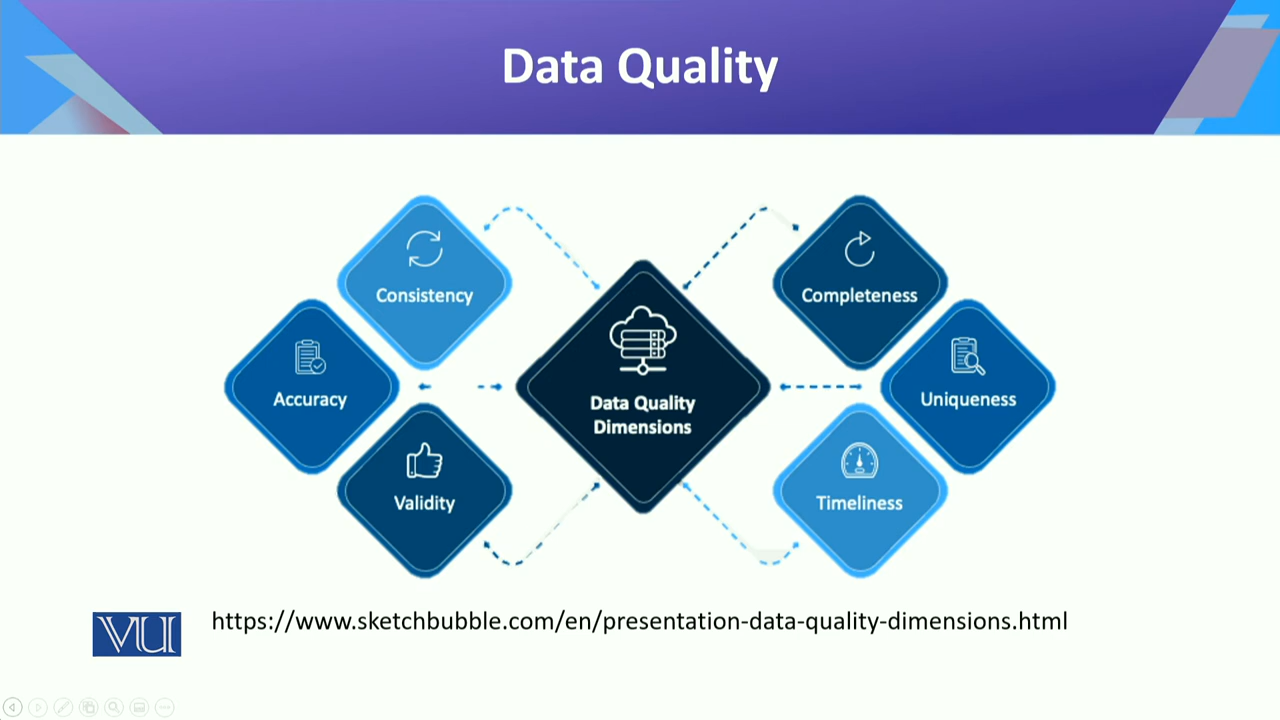 Data Quality
Consistency
Completeness
Accuracy
Data Quality
Dimensions
Uniqueness
Validity
Timeliness
VU
https://www.sketchbubble.com/en/presentation-data-quality-dimensions.html